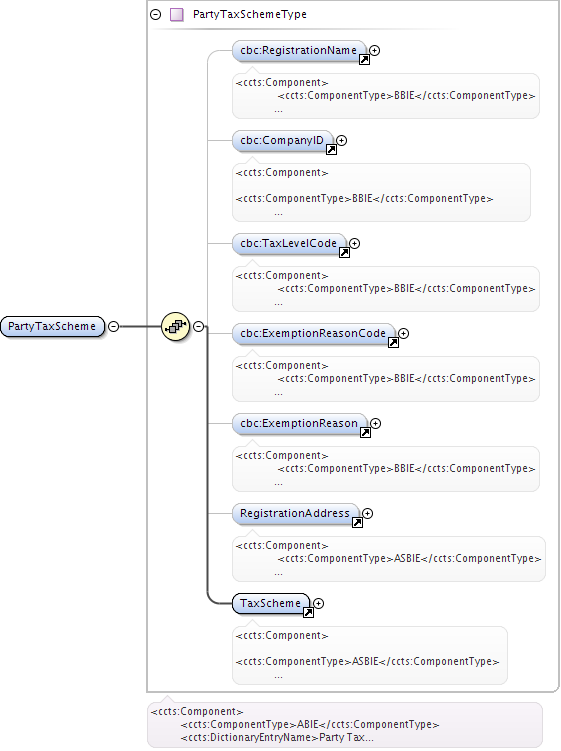 PartyTaxSchemeType
cbc:RegistrationName
<ccts:Component>
<ccts:ComponentType>BBIE</ccts:ComponentType>
...
cbc:CompanyID
<ccts:Component>
<ccts:ComponentType>BBIE</ccts:ComponentType>
...
cbc:TaxLevelCode
<ccts:Component>
<ccts:ComponentType>BBIE</ccts:ComponentType>
...
PartyTaxScheme
cbc:ExemptionReasonCode
<ccts:Component>
<ccts:ComponentType>BBIE</ccts:ComponentType>
...
cbc:ExemptionReason
<ccts:Component>
<ccts:ComponentType>BBIE</ccts:ComponentType>
...
RegistrationAddress
<ccts:Component>
<ccts:ComponentType>ASBIE</ccts:ComponentType>
...
TaxScheme
<ccts:Component>
<ccts:ComponentType>ASBIE</ccts:ComponentType>
...
<ccts:Component>
<ccts:ComponentType>ABIE</ccts:ComponentType>
<ccts:DictionaryEntryName>Party Tax...